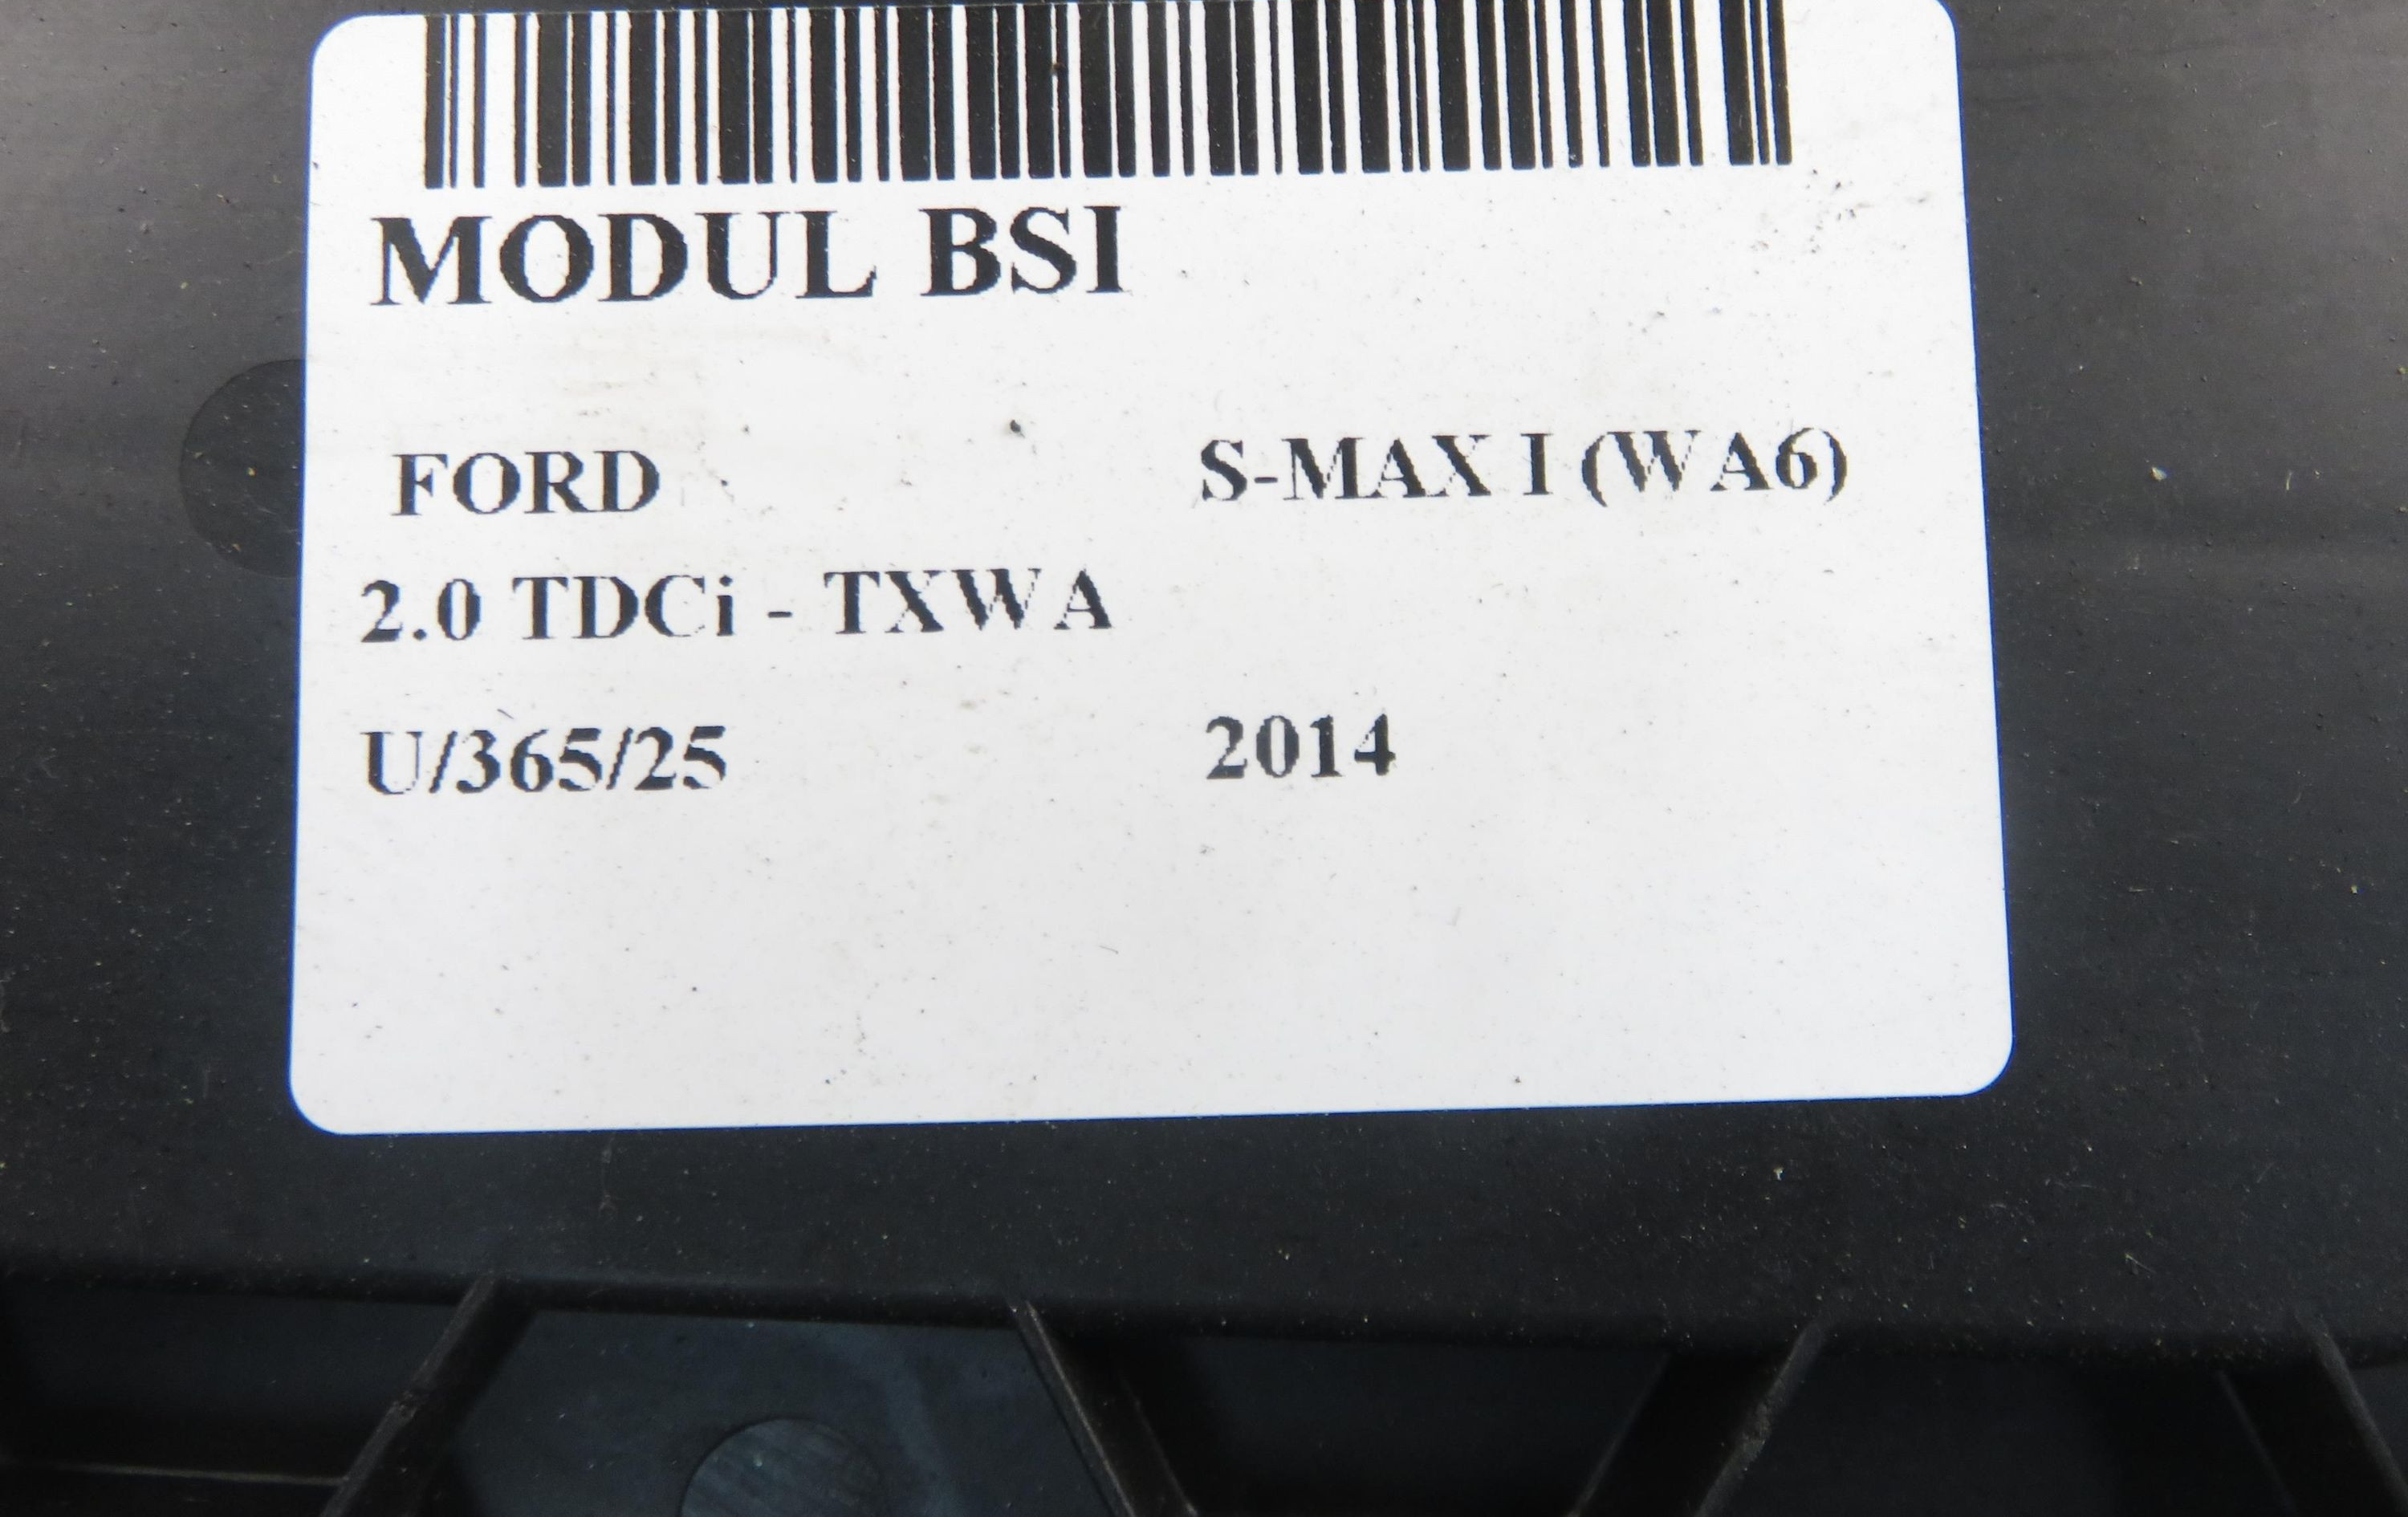 MODUL BSI
FORD S-MAX I (WA6)
2.0 TDCi - TXWA
U/365/25 2014